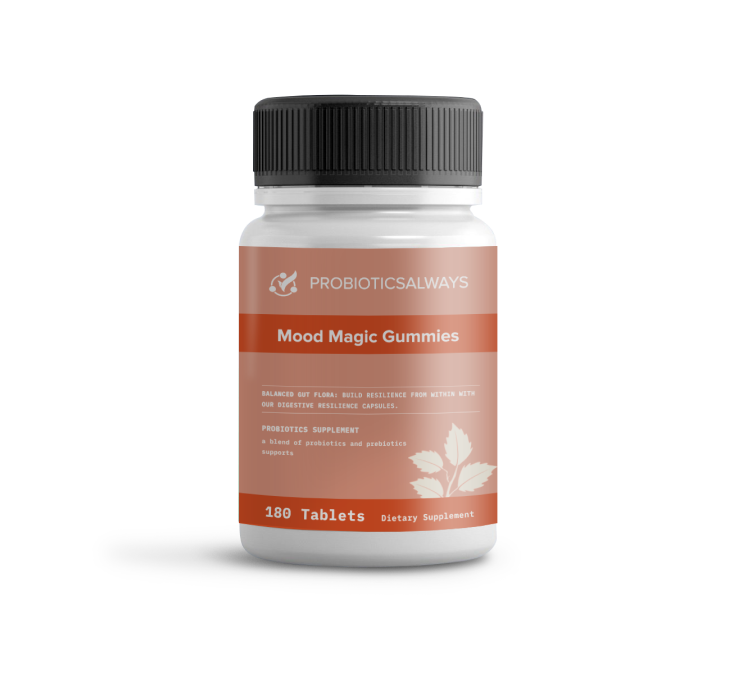 PROBIOTICSALWAYS
Mood Magic Gummies
BALANCED GUT FLORA: BUILD RESILIENCE FROM WITHIN WITH
OUR DIGESTIVE RESILIENCE CAPSULES.
PROBIOTICS SUPPLEMENT
a blend of probiotics and prebiotics
supports
180 Tablets
Dietary Supplement